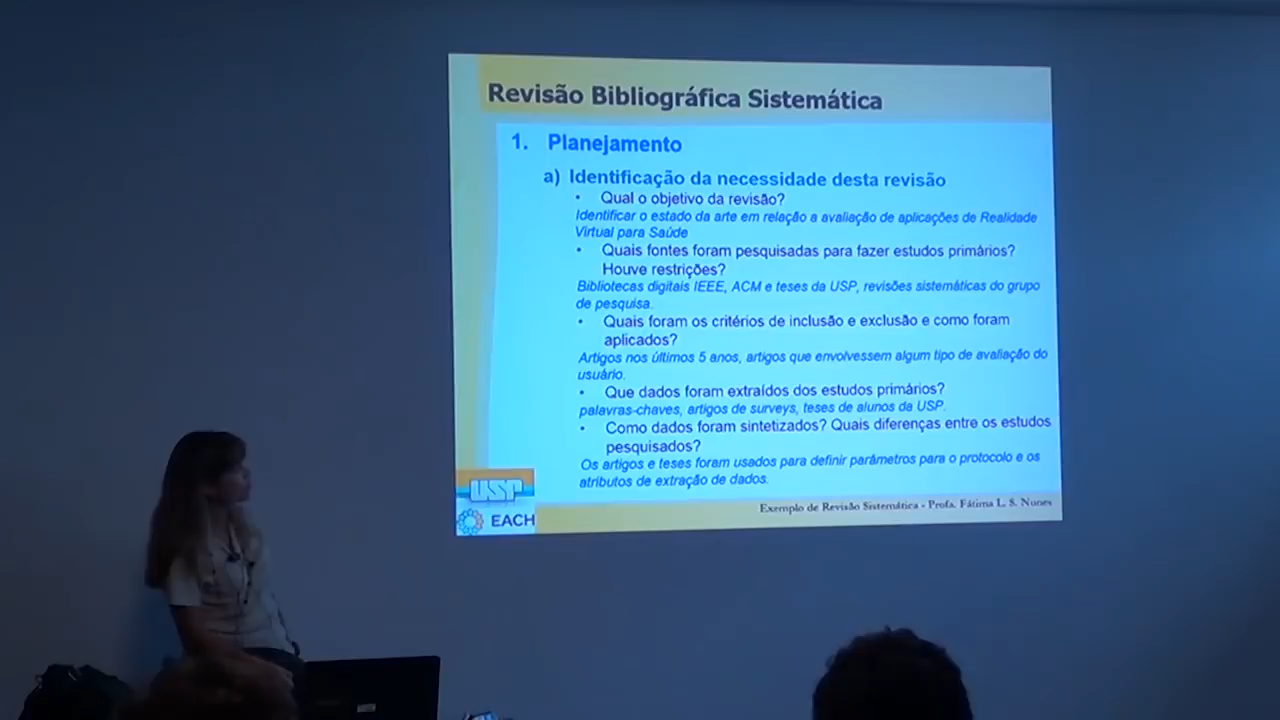 Revisão Bibliográfica Sistemática
1. Planejamento
a) Identificação da necessidade desta revisão
• Qual o objetivo da revisão?
Identificar o estado da arte em relação a avaliação de aplicações de Realidade
Virtual para Saúde
• Quais fontes foram pesquisadas para fazer estudos primários?
Houve restrições?
Bibliotecas digitais IEEE, ACM e teses da USP, revisões sistemáticas do grupo
de pesquisa.
• Quais foram os critérios de inclusão e exclusão e como foram
aplicados?
Artigos nos últimos 5 anos, artigos que envolvessem algum tipo de avaliação do
usuário.
• Que dados foram extraídos dos estudos primários?
palavras-chaves, artigos de surveys, teses de alunos da USP.
• Como dados foram sintetizados? Quais diferenças entre os estudos
pesquisados?
Os artigos e teses foram usados para definir parâmetros para o protocolo e os
atributos de extração de dados.
USP
EACH
Exemplo de Revisão Sistemática - Profa. Fátima L. S. Nunes